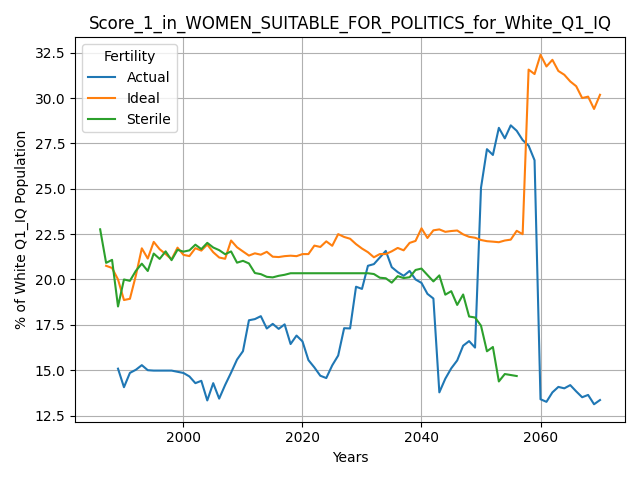 Score_1_in_WOMEN_SUITABLE_FOR_POLITICS_for_White_Q1_IQ
Fertility
Actual
Ideal
Sterile
% of White Q1_IQ Population
32.5
30.0
27.5
25.0
22.5
20.0
17.5
15.0
12.5
2000
2020
2040
2060
Years